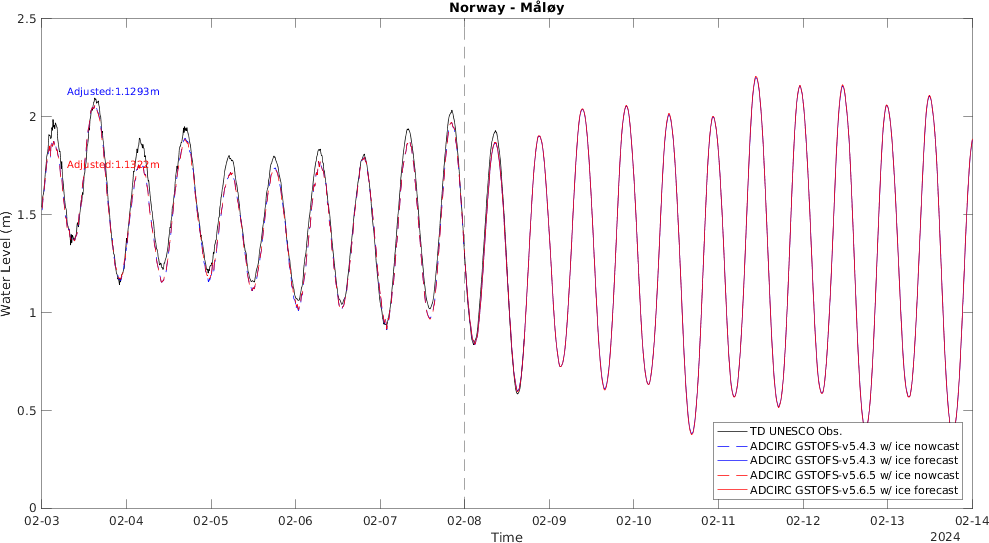 Norway - Måløy
2.5
2
1.5
1
0.5
0
Water Level (m)
Adjusted:1.1293m
Adjusted:1.1322m
TD UNESCO Obs.
ADCIRC GSTOFS-v5.4.3 w/ ice nowcast
ADCIRC GSTOFS-v5.4.3 w/ ice forecast
ADCIRC GSTOFS-v5.6.5 w/ ice nowcast
ADCIRC GSTOFS-v5.6.5 w/ ice forecast
02-03 02-04 02-05 02-06 02-07 02-08 02-09 02-10 02-11 02-12 02-13 02-14
Time
2024